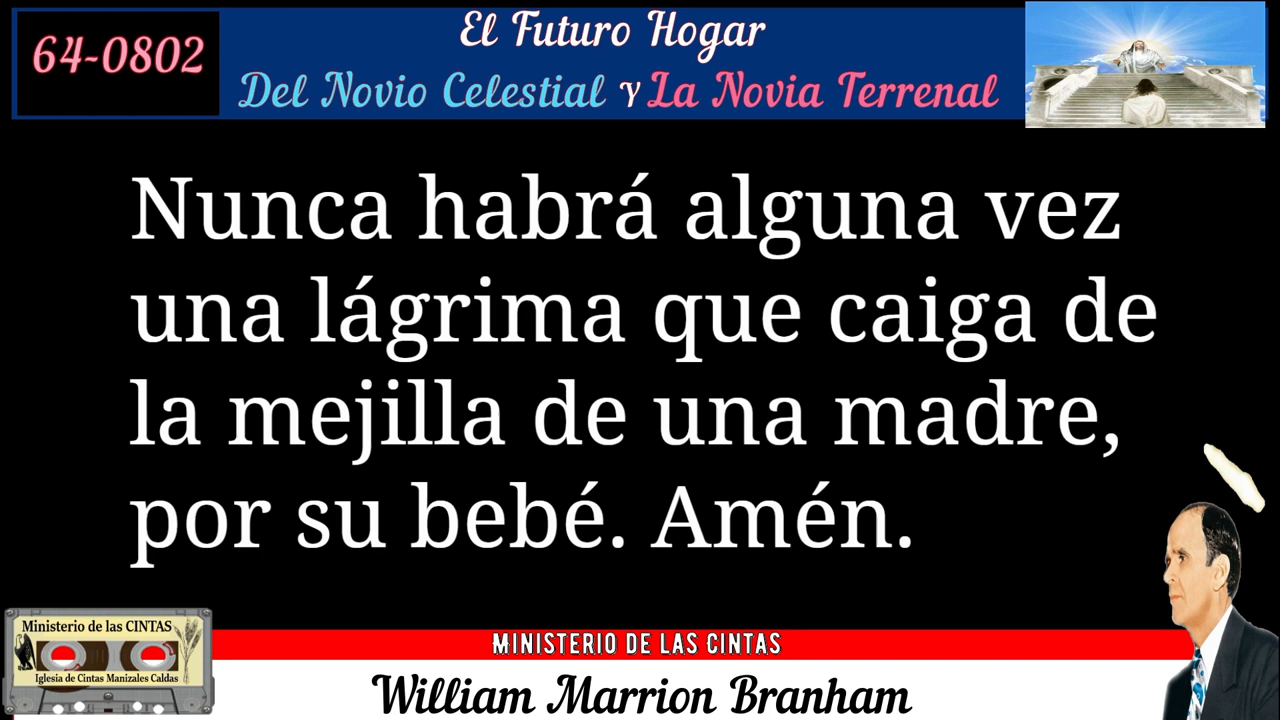 64-0802
El Futuro Hogar
Del Novio Celestial Y La Novia Terrenal
Nunca habrá alguna vez
una lágrima que caiga de
la mejilla de una madre,
por su bebé. Amén.
Ministerio de las CINTAS
Iglesia de Cintas Manizales Caldas
MINISTERIO DE LAS CINTAS
William Marrion Branham